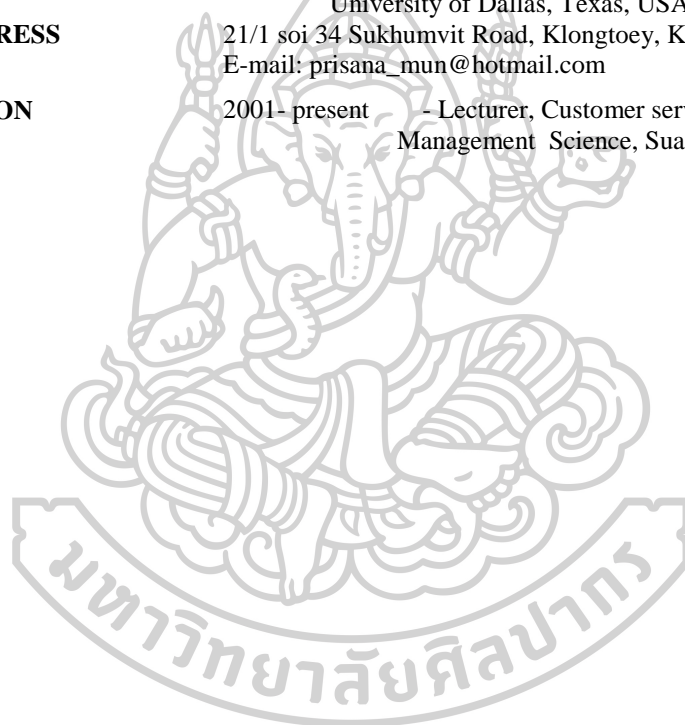 University of Dallas, Texas, USA
RESS 21/1 soi 34 Sukhumvit Road, Klongtoey, K
E-mail: prisana_mun@hotmail.com
ON 2001- present - Lecturer, Customer ser
Management Science, Sua
มหาวิทยาลัยศิลปากร